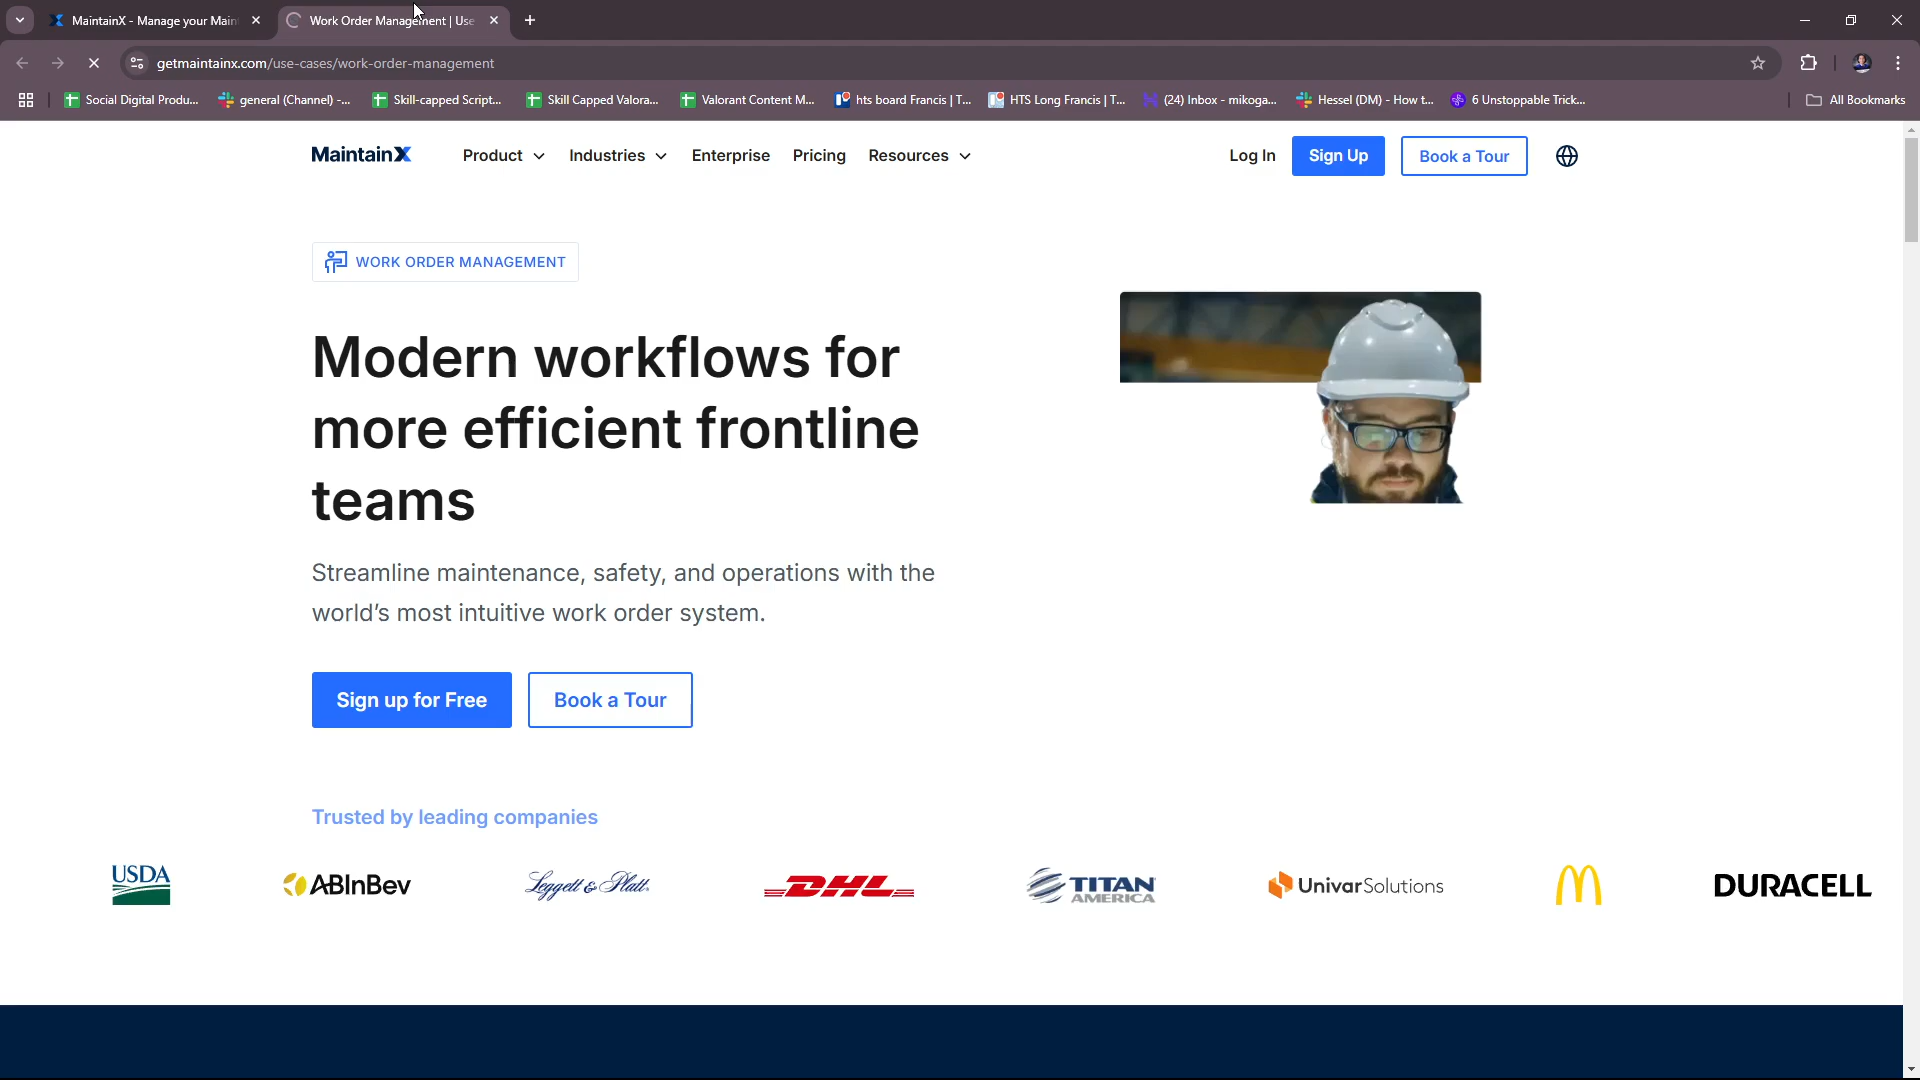 MaintainX - Manage your Main
Work Order Management | Use
getmaintainx.com/use-cases/work-order-management
Social Digital Produ...
general (Channel) -...
Skill-capped Script...
Skill Capped Valora...
Valorant Content M...
hts board Francis | T...
HTS Long Francis | T...
(24) Inbox - mikoga...
Hessel (DM) - How t...
6 Unstoppable Trick...
All Bookmarks
MaintainX
Product
Industries
Enterprise
Pricing
Resources
Log In
Sign Up
Book a Tour
WORK ORDER MANAGEMENT
Modern workflows for
more efficient frontline
teams
Streamline maintenance, safety, and operations with the
world's most intuitive work order system.
Sign up for Free
Book a Tour
Trusted by leading companies
USDA
ABInBev
Leggett & Platt
DHL
TITAN
AMERICA
UnivarSolutions
DURACELL